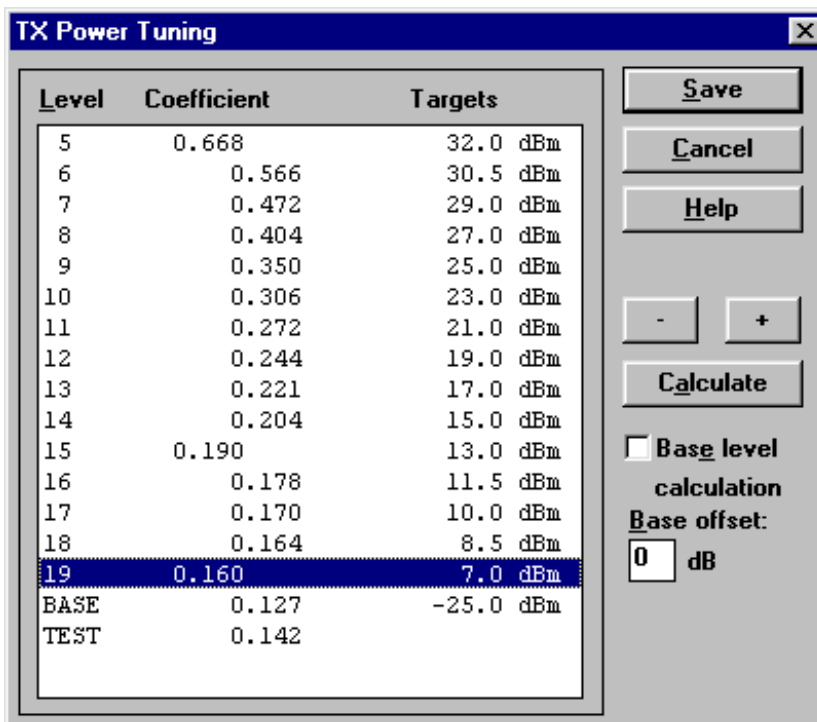 TX Power Tuning
Level Coefficient Targets
5 0.668 32.0 dBm
6 0.566 30.5 dBm
7 0.472 29.0 dBm
8 0.404 27.0 dBm
9 0.350 25.0 dBm
10 0.306 23.0 dBm
11 0.272 21.0 dBm
12 0.244 19.0 dBm
13 0.221 17.0 dBm
14 0.204 15.0 dBm
15 0.190 13.0 dBm
16 0.178 11.5 dBm
17 0.170 10.0 dBm
18 0.164 8.5 dBm
19 0.160 7.0 dBm
BASE 0.127 -25.0 dBm
TEST 0.142
Save
Cancel
Help
- +
Calculate
Base level
calculation
Base offset:
0 dB